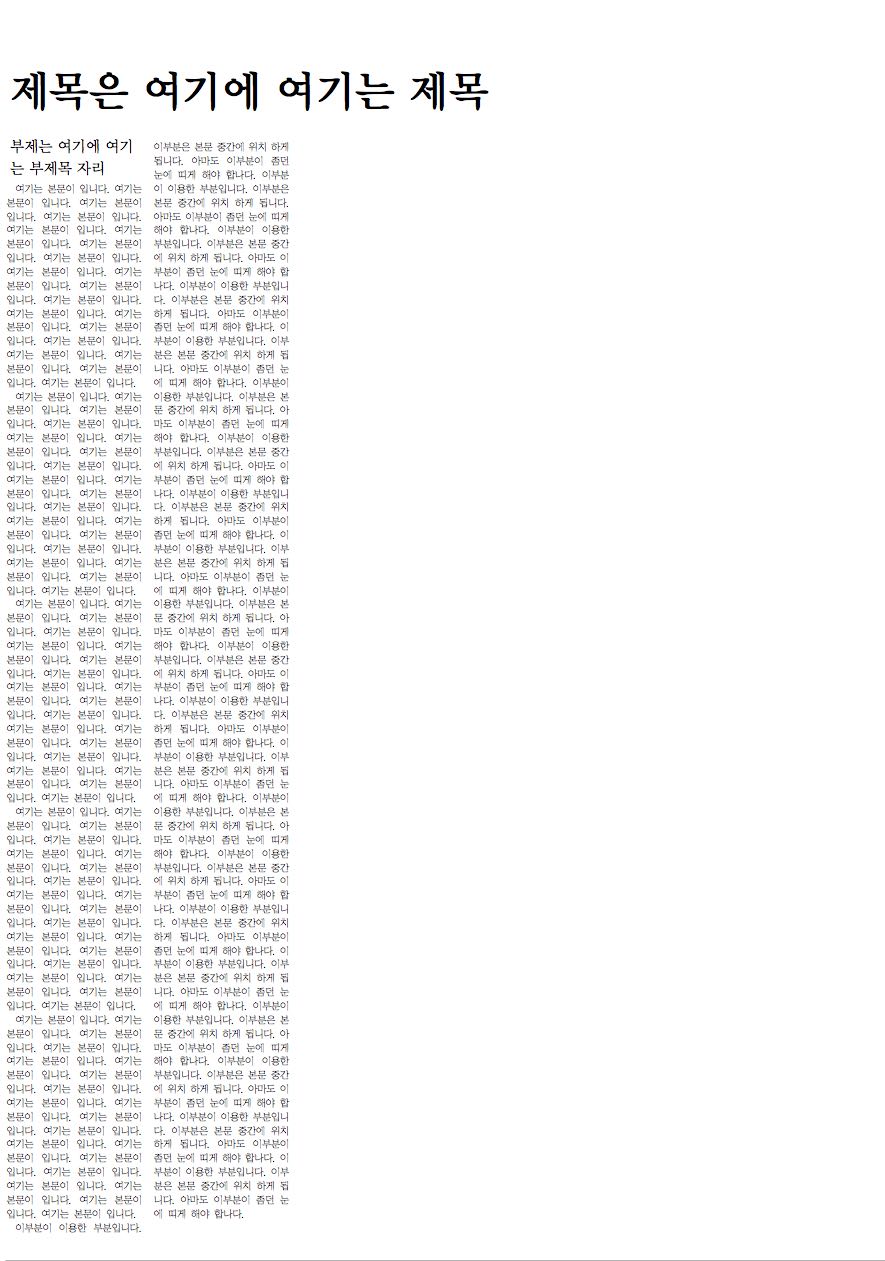 제목은 여기에 여기는 제목
부제는 여기에 여기
는 부제목 자리
여기는 본문이 입니다. 여기는
본문이 입니다. 여기는 본문이
입니다. 여기는 본문이 입니다.
여기는 본문이 입니다. 여기는
본문이 입니다. 여기는 본문이
입니다. 여기는 본문이 입니다.
여기는 본문이 입니다. 여기는
본문이 입니다. 여기는 본문이
입니다. 여기는 본문이 입니다.
여기는 본문이 입니다. 여기는
본문이 입니다. 여기는 본문이
입니다. 여기는 본문이 입니다.
여기는 본문이 입니다. 여기는
본문이 입니다. 여기는 본문이
입니다. 여기는 본문이 입니다.
여기는 본문이 입니다. 여기는
본문이 입니다. 여기는 본문이
입니다. 여기는 본문이 입니다.
여기는 본문이 입니다. 여기는
본문이 입니다. 여기는 본문이
입니다. 여기는 본문이 입니다.
여기는 본문이 입니다. 여기는
본문이 입니다. 여기는 본문이
입니다. 여기는 본문이 입니다.
여기는 본문이 입니다. 여기는
본문이 입니다. 여기는 본문이
입니다. 여기는 본문이 입니다.
여기는 본문이 입니다. 여기는
본문이 입니다. 여기는 본문이
입니다. 여기는 본문이 입니다.
여기는 본문이 입니다. 여기는
본문이 입니다. 여기는 본문이
입니다. 여기는 본문이 입니다.
여기는 본문이 입니다. 여기는
본문이 입니다. 여기는 본문이
입니다. 여기는 본문이 입니다.
여기는 본문이 입니다. 여기는
본문이 입니다. 여기는 본문이
입니다. 여기는 본문이 입니다.
여기는 본문이 입니다. 여기는
본문이 입니다. 여기는 본문이
입니다. 여기는 본문이 입니다.
여기는 본문이 입니다. 여기는
본문이 입니다. 여기는 본문이
입니다. 여기는 본문이 입니다.
여기는 본문이 입니다. 여기는
본문이 입니다. 여기는 본문이
입니다. 여기는 본문이 입니다.
여기는 본문이 입니다. 여기는
본문이 입니다. 여기는 본문이
입니다. 여기는 본문이 입니다.
여기는 본문이 입니다. 여기는
본문이 입니다. 여기는 본문이
입니다. 여기는 본문이 입니다.
여기는 본문이 입니다. 여기는
본문이 입니다. 여기는 본문이
입니다. 여기는 본문이 입니다.
여기는 본문이 입니다. 여기는
본문이 입니다. 여기는 본문이
입니다. 여기는 본문이 입니다.
여기는 본문이 입니다. 여기는
본문이 입니다. 여기는 본문이
입니다. 여기는 본문이 입니다.
여기는 본문이 입니다. 여기는
본문이 입니다. 여기는 본문이
입니다. 여기는 본문이 입니다.
여기는 본문이 입니다. 여기는
본문이 입니다. 여기는 본문이
입니다. 여기는 본문이 입니다.
여기는 본문이 입니다. 여기는
본문이 입니다. 여기는 본문이
입니다. 여기는 본문이 입니다.
여기는 본문이 입니다. 여기는
본문이 입니다. 여기는 본문이
입니다. 여기는 본문이 입니다.
이부분이 이용한 부분입니다.
이부분은 본문 중간에 위치 하게
됩니다. 아마도 이부분이 좀던
눈에 띠게 해야 합나다. 이부분
이 이용한 부분입니다. 이부분은
본문 중간에 위치 하게 됩니다.
아마도 이부분이 좀던 눈에 띠게
해야 합나다. 이부분이 이용한
부분입니다. 이부분은 본문 중간
에 위치 하게 됩니다. 아마도 이
부분이 좀던 눈에 띠게 해야 합
나다. 이부분이 이용한 부분입니
다. 이부분은 본문 중간에 위치
하게 됩니다. 아마도 이부분이
좀던 눈에 띠게 해야 합나다. 이
부분이 이용한 부분입니다. 이부
분은 본문 중간에 위치 하게 됩
니다. 아마도 이부분이 좀던 눈
에 띠게 해야 합나다. 이부분이
이용한 부분입니다. 이부분은 본
문 중간에 위치 하게 됩니다. 아
마도 이부분이 좀던 눈에 띠게
해야 합나다. 이부분이 이용한
부분입니다. 이부분은 본문 중간
에 위치 하게 됩니다. 아마도 이
부분이 좀던 눈에 띠게 해야 합
나다. 이부분이 이용한 부분입니
다. 이부분은 본문 중간에 위치
하게 됩니다. 아마도 이부분이
좀던 눈에 띠게 해야 합나다. 이
부분이 이용한 부분입니다. 이부
분은 본문 중간에 위치 하게 됩
니다. 아마도 이부분이 좀던 눈
에 띠게 해야 합나다. 이부분이
이용한 부분입니다. 이부분은 본
문 중간에 위치 하게 됩니다. 아
마도 이부분이 좀던 눈에 띠게
해야 합나다. 이부분이 이용한
부분입니다. 이부분은 본문 중간
에 위치 하게 됩니다. 아마도 이
부분이 좀던 눈에 띠게 해야 합
나다. 이부분이 이용한 부분입니
다. 이부분은 본문 중간에 위치
하게 됩니다. 아마도 이부분이
좀던 눈에 띠게 해야 합나다. 이
부분이 이용한 부분입니다. 이부
분은 본문 중간에 위치 하게 됩
니다. 아마도 이부분이 좀던 눈
에 띠게 해야 합나다. 이부분이
이용한 부분입니다. 이부분은 본
문 중간에 위치 하게 됩니다. 아
마도 이부분이 좀던 눈에 띠게
해야 합나다. 이부분이 이용한
부분입니다. 이부분은 본문 중간
에 위치 하게 됩니다. 아마도 이
부분이 좀던 눈에 띠게 해야 합
나다. 이부분이 이용한 부분입니
다. 이부분은 본문 중간에 위치
하게 됩니다. 아마도 이부분이
좀던 눈에 띠게 해야 합나다. 이
부분이 이용한 부분입니다. 이부
분은 본문 중간에 위치 하게 됩
니다. 아마도 이부분이 좀던 눈
에 띠게 해야 합나다. 이부분이
이용한 부분입니다. 이부분은 본
문 중간에 위치 하게 됩니다. 아
마도 이부분이 좀던 눈에 띠게
해야 합나다. 이부분이 이용한
부분입니다. 이부분은 본문 중간
에 위치 하게 됩니다. 아마도 이
부분이 좀던 눈에 띠게 해야 합
나다. 이부분이 이용한 부분입니
다. 이부분은 본문 중간에 위치
하게 됩니다. 아마도 이부분이
좀던 눈에 띠게 해야 합나다. 이
부분이 이용한 부분입니다. 이부
분은 본문 중간에 위치 하게 됩
니다. 아마도 이부분이 좀던 눈
에 띠게 해야 합나다.